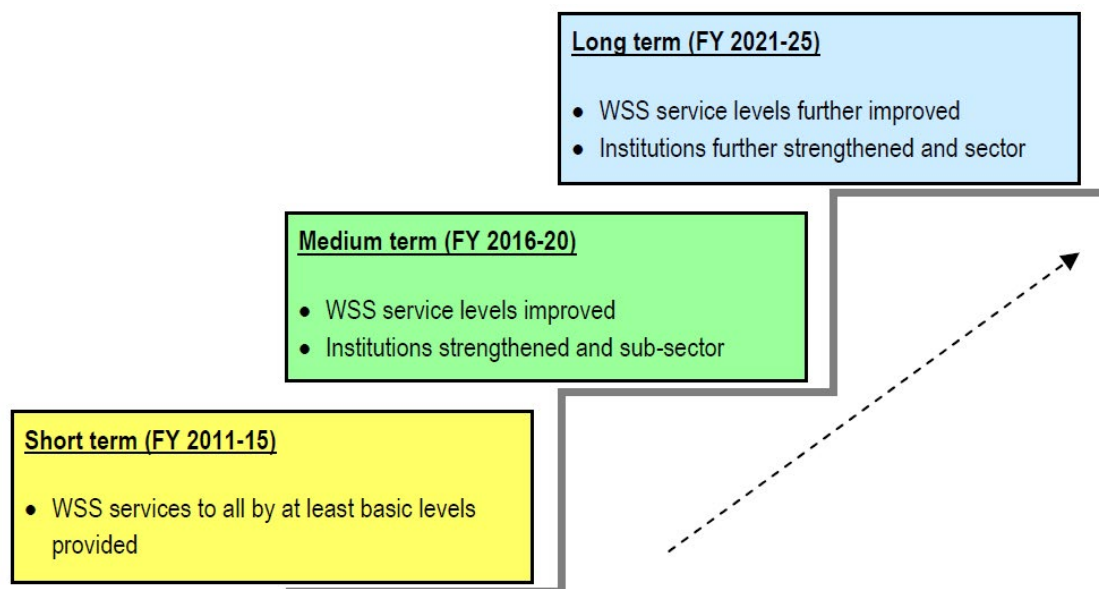 Long term (FY 2021-25)
● WSS service levels further improved
● Institutions further strengthened and sector
Medium term (FY 2016-20)
● WSS service levels improved
● Institutions strengthened and sub-sector
Short term (FY 2011-15)
● WSS services to all by at least basic levels
provided